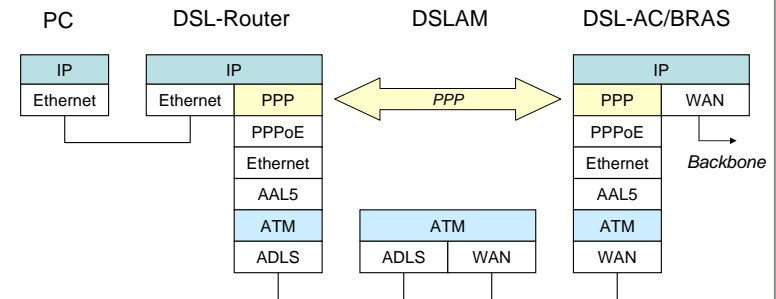 PC DSL-Router DSLAM DSL-AC/BRAS
IP IP IP
Ethernet Ethernet PPP PPP PPP WAN
PPPoE PPPoE
Ethernet Ethernet Backbone
AAL5 AAL5
ATM ATM ATM
ADLS ADLS WAN WAN